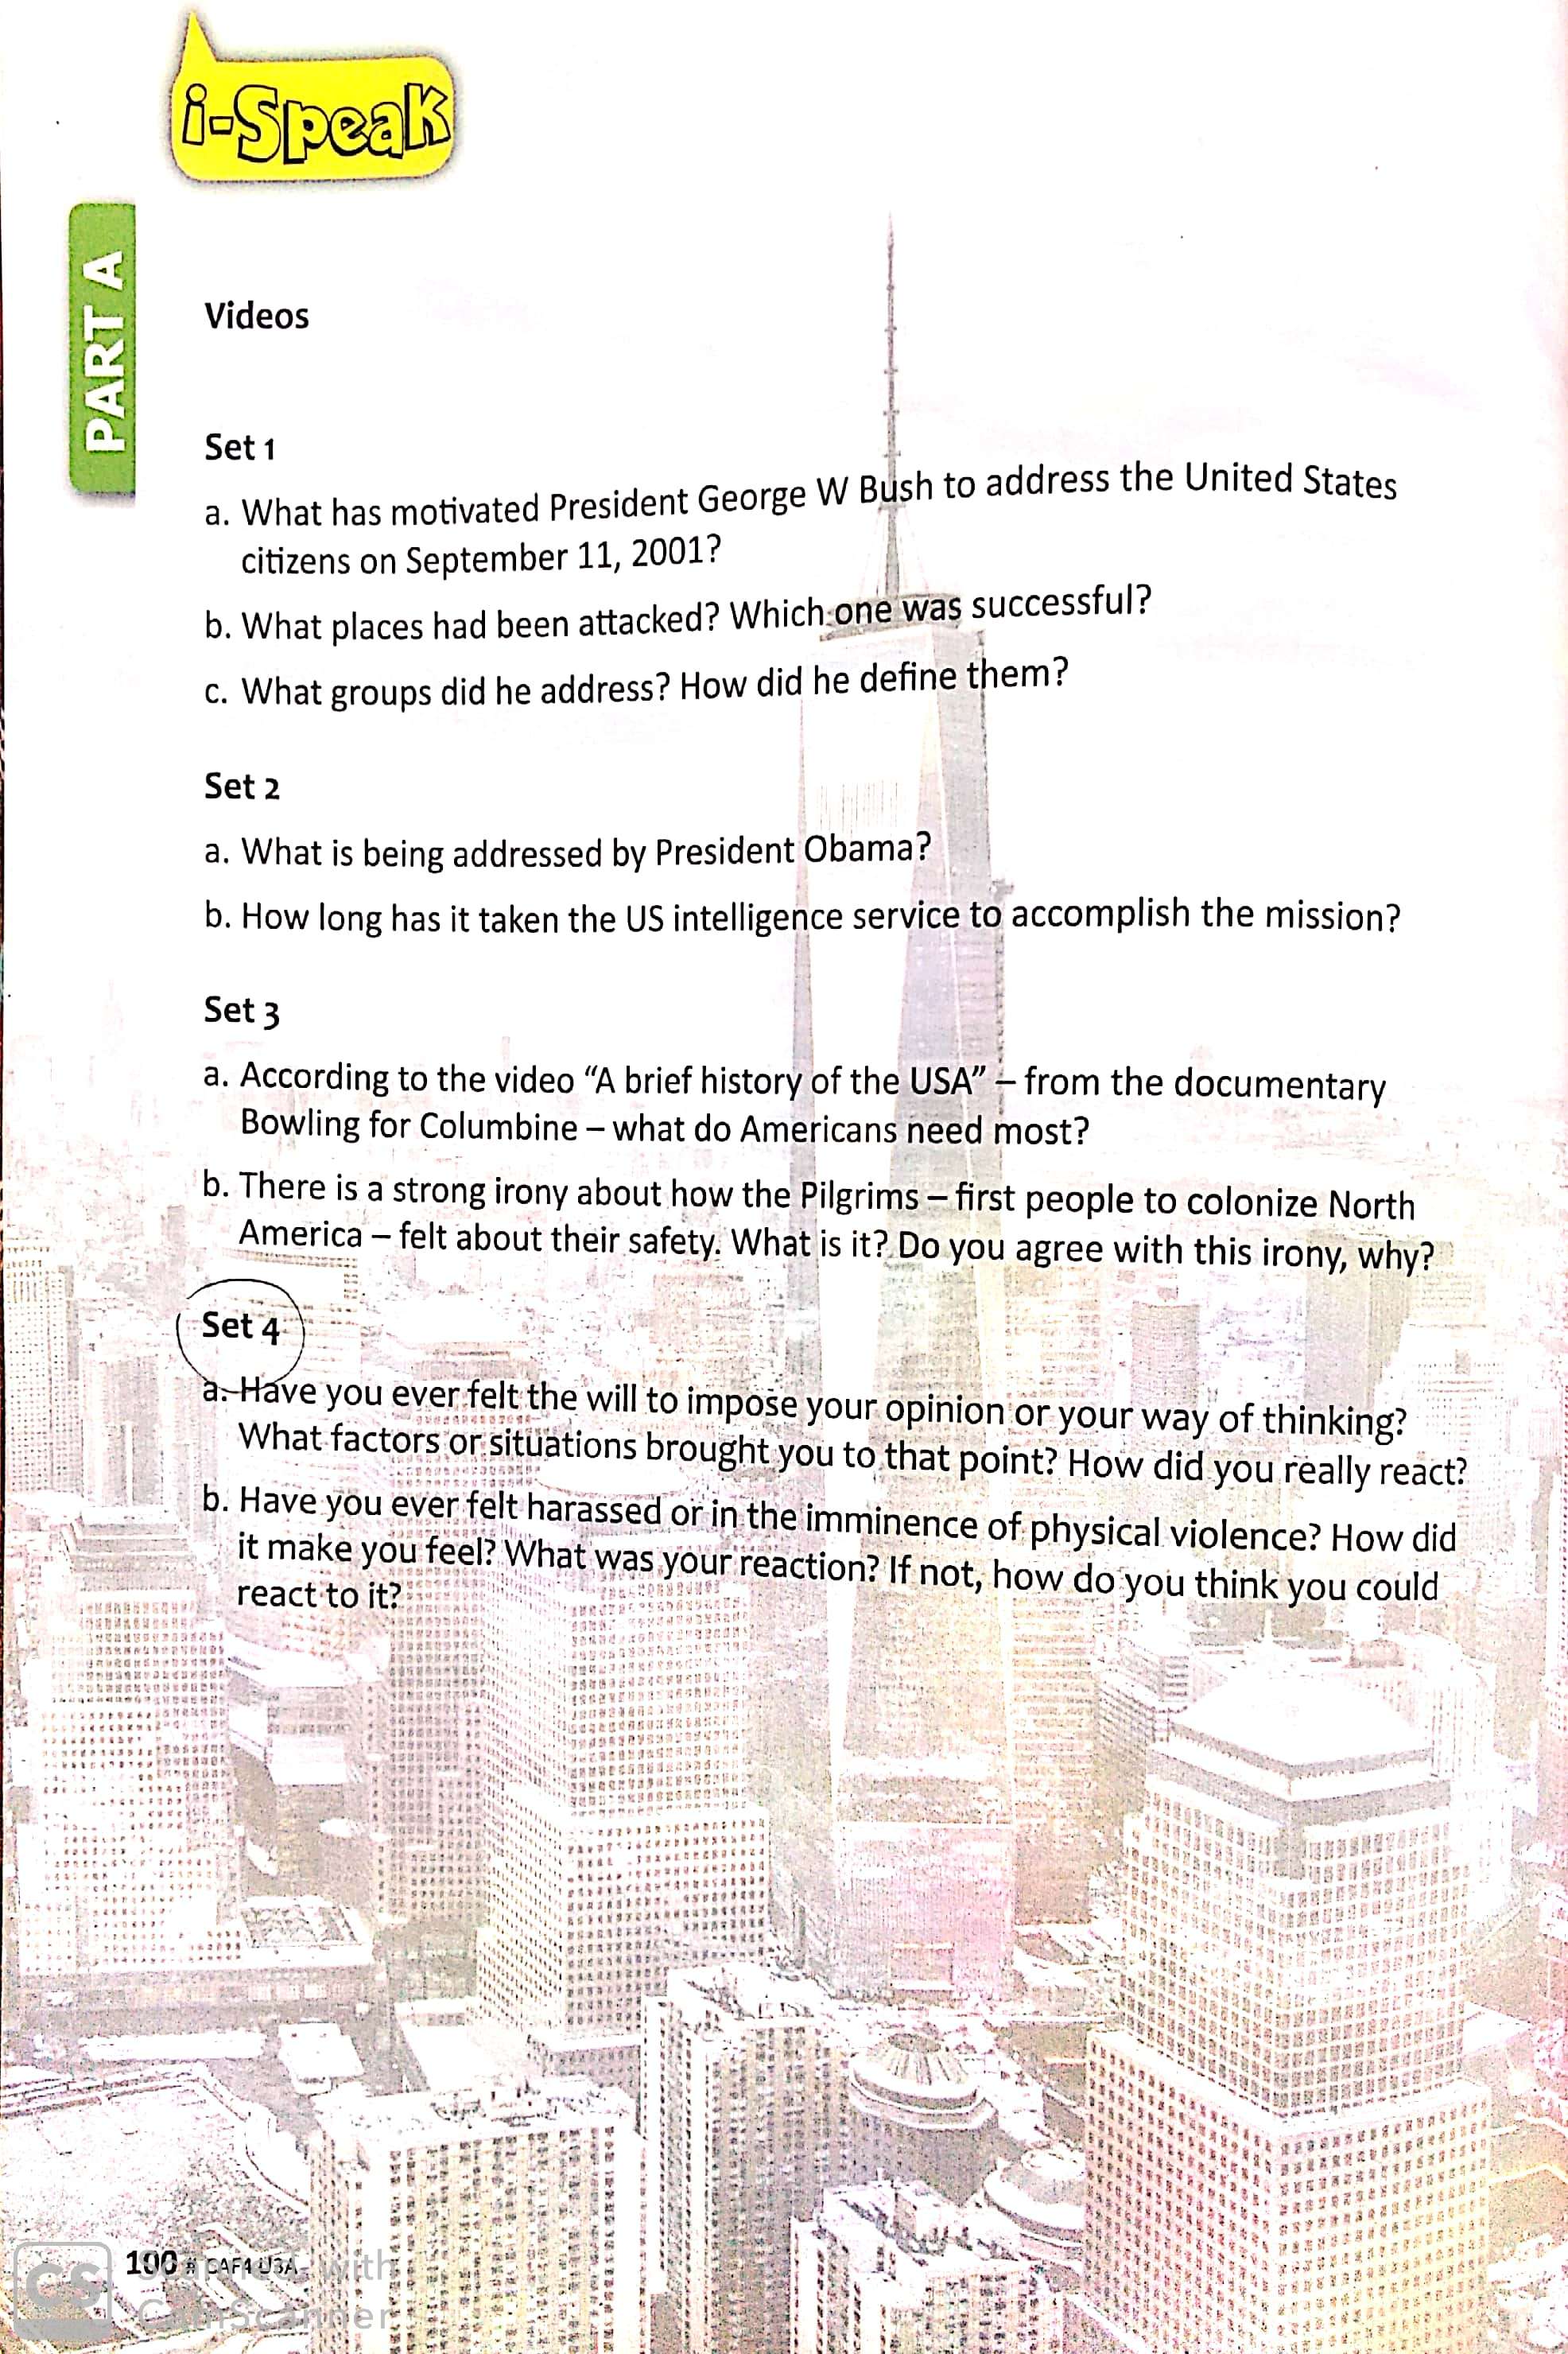 i-Speak
PART A
Videos
Set 1
a. What has motivated President George W Bush to address the United States
citizens on September 11, 2001?
b. What places had been attacked? Which one was successful?
c. What groups did he address? How did he define them?
Set 2
a. What is being addressed by President Obama?
b. How long has it taken the US intelligence service to accomplish the mission?
Set 3
a. According to the video “A brief history of the USA” – from the documentary
Bowling for Columbine – what do Americans need most?
b. There is a strong irony about how the Pilgrims – first people to colonize North
America – felt about their safety. What is it? Do you agree with this irony, why?
Set 4
a. Have you ever felt the will to impose your opinion or your way of thinking?
What factors or situations brought you to that point? How did you really react?
b. Have you ever felt harassed or in the imminence of physical violence? How did
it make you feel? What was your reaction? If not, how do you think you could
react to it?
100 # CAF4 USA
CS Scanned with
CamScanner